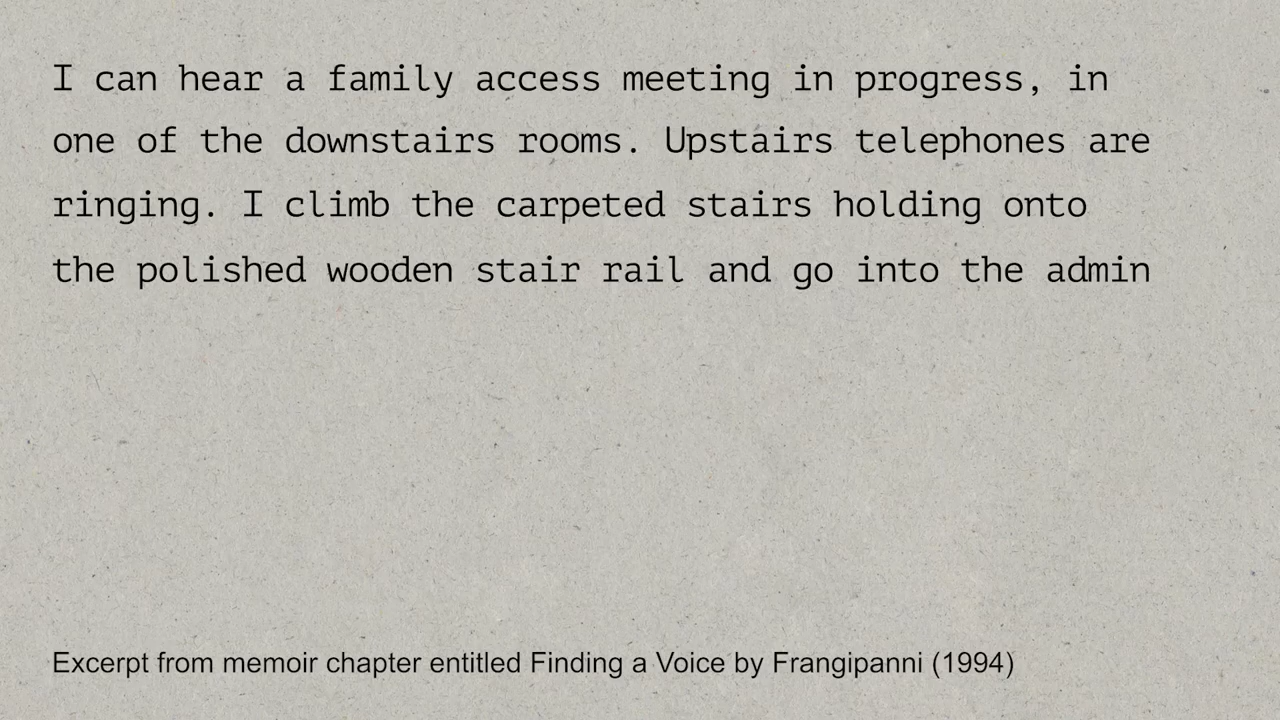 I can hear a family access meeting in progress, in
one of the downstairs rooms. Upstairs telephones are
ringing. I climb the carpeted stairs holding onto
the polished wooden stair rail and go into the admin
Excerpt from memoir chapter entitled Finding a Voice by Frangipanni (1994)